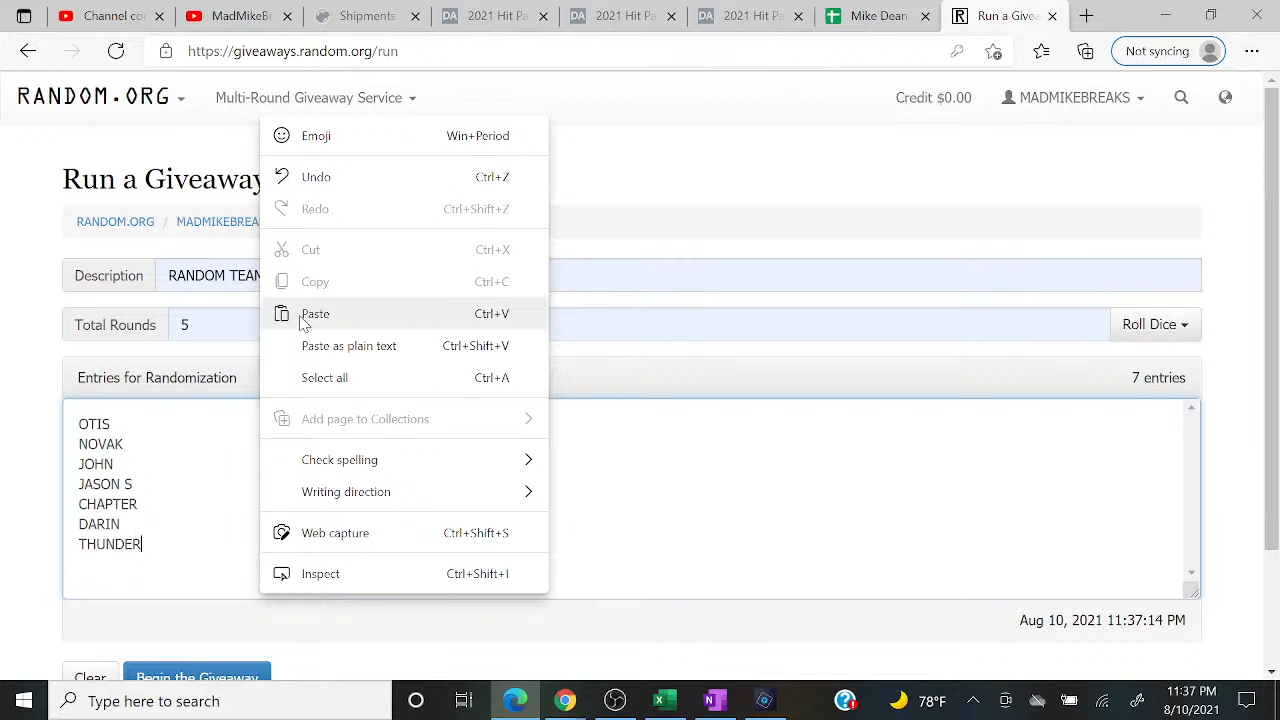 Channel c
MadMikeBr
Shipments
DA 2021 Hit Pa
DA 2021 Hit Pa
DA 2021 Hit Pa
Mike Dean
R Run a Givea
https://giveaways.random.org/run
Not syncing
RANDOM.ORG
Multi-Round Giveaway Service
Credit $0.00
MADMIKEBREAKS
Emoji Win+Period
Undo Ctrl+Z
Redo Ctrl+Shift+Z
Cut Ctrl+X
Copy Ctrl+C
Paste Ctrl+V
Paste as plain text Ctrl+Shift+V
Select all Ctrl+A
Add page to Collections
Check spelling
Writing direction
Web capture Ctrl+Shift+S
Inspect Ctrl+Shift+I
Run a Giveaway
RANDOM.ORG / MADMIKEBREA
Description RANDOM TEAM
Total Rounds 5 Roll Dice
Entries for Randomization 7 entries
OTIS
NOVAK
JOHN
JASON S
CHAPTER
DARIN
THUNDER
Aug 10, 2021 11:37:14 PM
Clear Begin the Giveaway
Type here to search
78°F
11:37 PM
8/10/2021